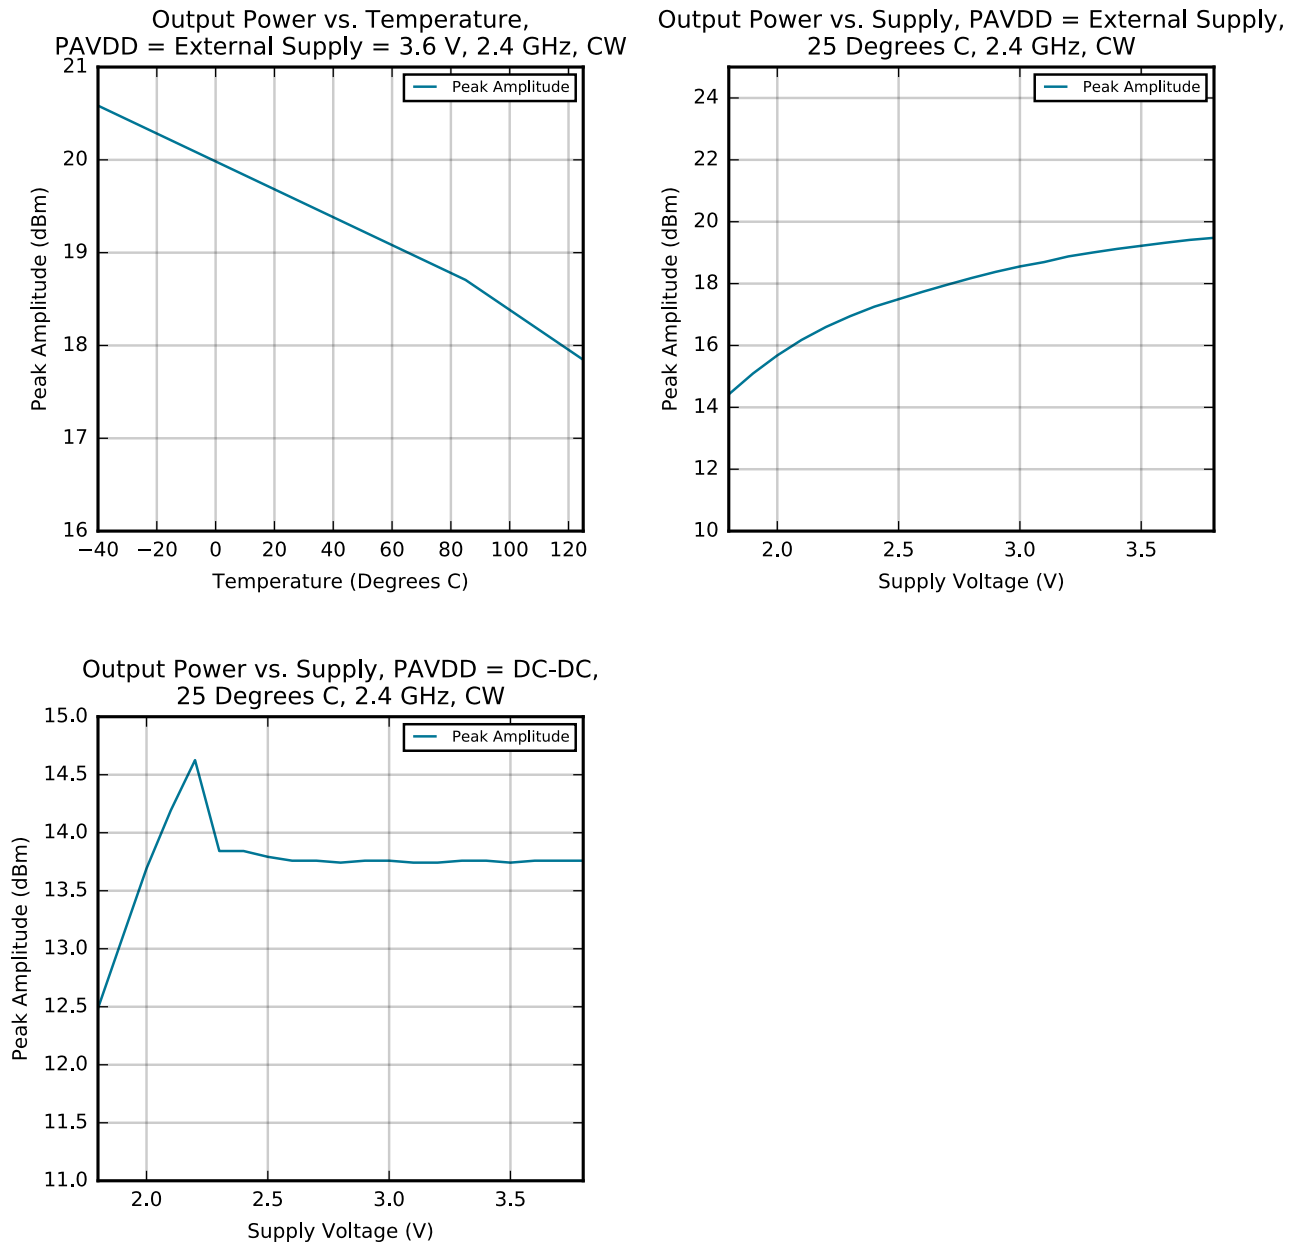 Output Power vs. Temperature,
PAVDD = External Supply = 3.6 V, 2.4 GHz, CW
Peak Amplitude
21
20
19
18
17
16
Peak Amplitude (dBm)
−40 −20 0 20 40 60 80 100 120
Temperature (Degrees C)
Output Power vs. Supply, PAVDD = External Supply,
25 Degrees C, 2.4 GHz, CW
Peak Amplitude
24
22
20
18
16
14
12
10
Peak Amplitude (dBm)
2.0 2.5 3.0 3.5
Supply Voltage (V)
Output Power vs. Supply, PAVDD = DC-DC,
25 Degrees C, 2.4 GHz, CW
Peak Amplitude
15.0
14.5
14.0
13.5
13.0
12.5
12.0
11.5
11.0
Peak Amplitude (dBm)
2.0 2.5 3.0 3.5
Supply Voltage (V)